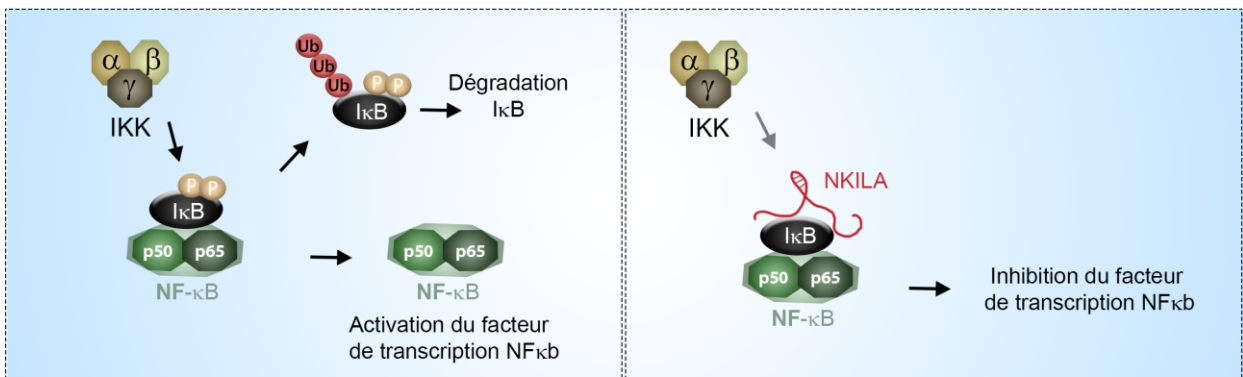 α β
γ
IKK
P P
IκB
p50 p65
NF-κB
Ub
Ub
Ub
P P
IκB
Dégradation
IκB
p50 p65
NF-κB
Activation du facteur
de transcription NFκb
α β
γ
IKK
NKILA
IκB
p50 p65
NF-κB
Inhibition du facteur
de transcription NFκb